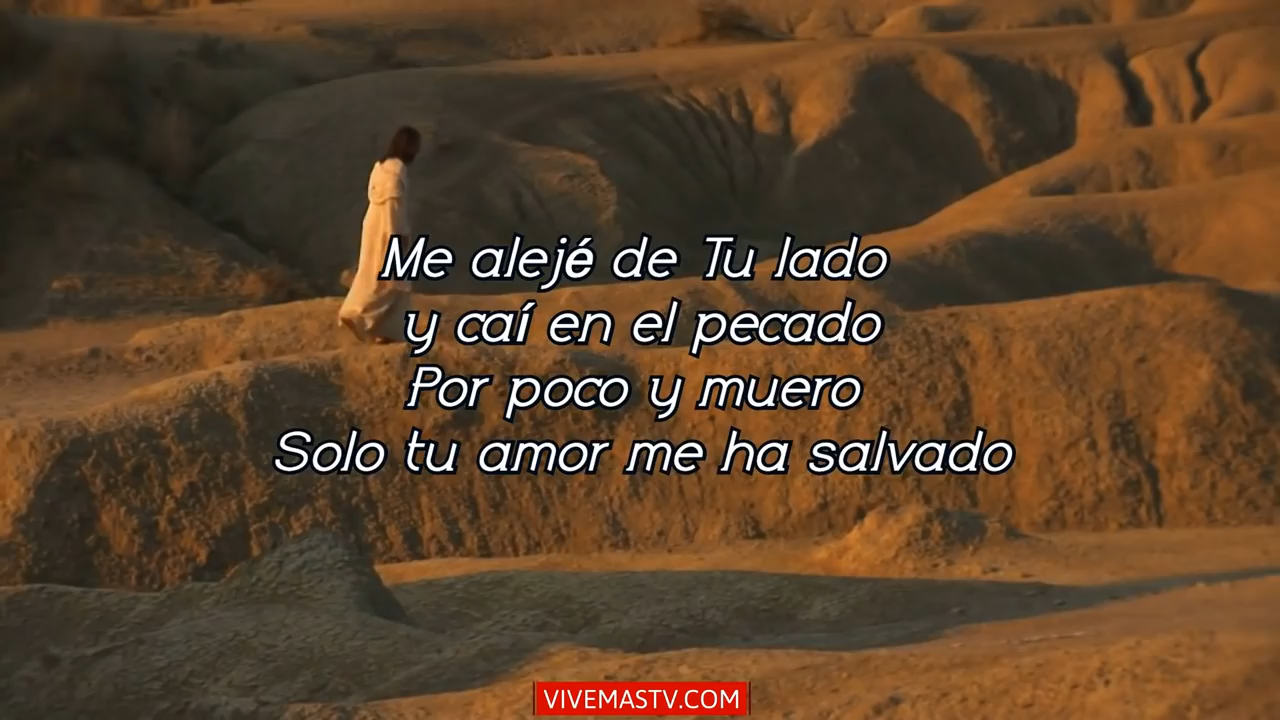 Me alejé de Tu lado
y caí en el pecado
Por poco y muero
Solo tu amor me ha salvado
VIVEMASTV.COM